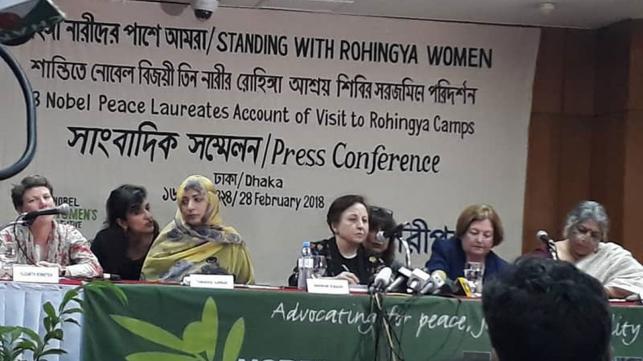 নারীদের পাশে আমরা/STANDING WITH ROHINGYA WOMEN
শান্তিতে নোবেল বিজয়ী তিন নারীর রোহিঙ্গা আশ্রয় শিবির সরজমিনে পরিদর্শন
3 Nobel Peace Laureates Account of Visit to Rohingya Camps
সাংবাদিক সম্মেলন/Press Conference
ঢাকা/Dhaka
28 February 2018
NOBEL
WOMEN'S
Advocating for peace,